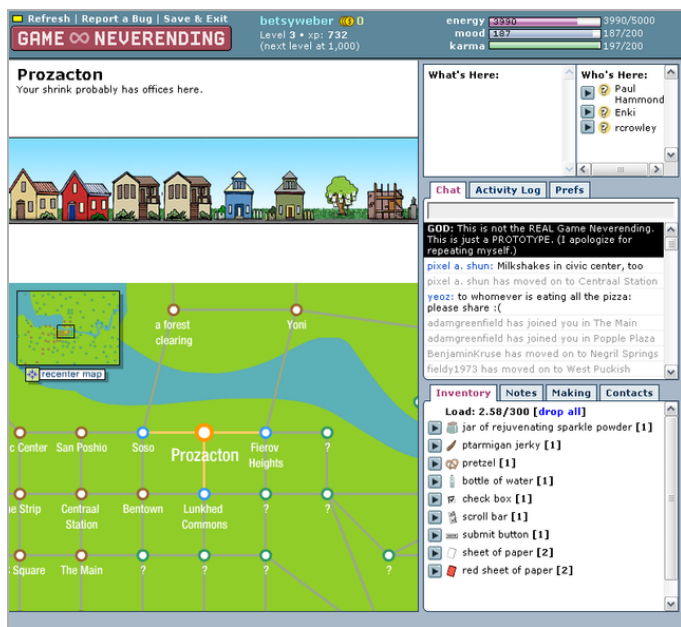 Refresh | Report a Bug | Save & Exit
GAME ∞ NEVERENDING
betsyweber 0
Level 3 • xp: 732
(next level at 1,000)
energy 3990 3990/5000
mood 187 187/200
karma 197/200
Prozacton
Your shrink probably has offices here.
What's Here:
Who's Here:
Paul
Hammond
Enki
rcrowley
Chat Activity Log Prefs
GOD: This is not the REAL Game Neverending.
This is just a PROTOTYPE. (I apologize for
repeating myself.)
pixel a. shun: Milkshakes in civic center, too
pixel a. shun has moved on to Centraal Station
yeoz: to whomever is eating all the pizza:
please share :(
adamgreenfield has joined you in The Main
adamgreenfield has joined you in Popple Plaza
BenjaminKruse has moved on to Negril Springs
fieldy1973 has moved on to West Puckish
recenter map
a forest
clearing
Yoni
c Center San Poshio Soso Prozacton Fierov
Heights
?
e Strip Centraal
Station
Bentown Lunkhed
Commons
? ?
Square The Main ? ? ? ?
Inventory Notes Making Contacts
Load: 2.58/300 [drop all]
jar of rejuvenating sparkle powder [1]
ptarmigan jerky [1]
pretzel [1]
bottle of water [1]
check box [1]
scroll bar [1]
submit button [1]
sheet of paper [2]
red sheet of paper [2]